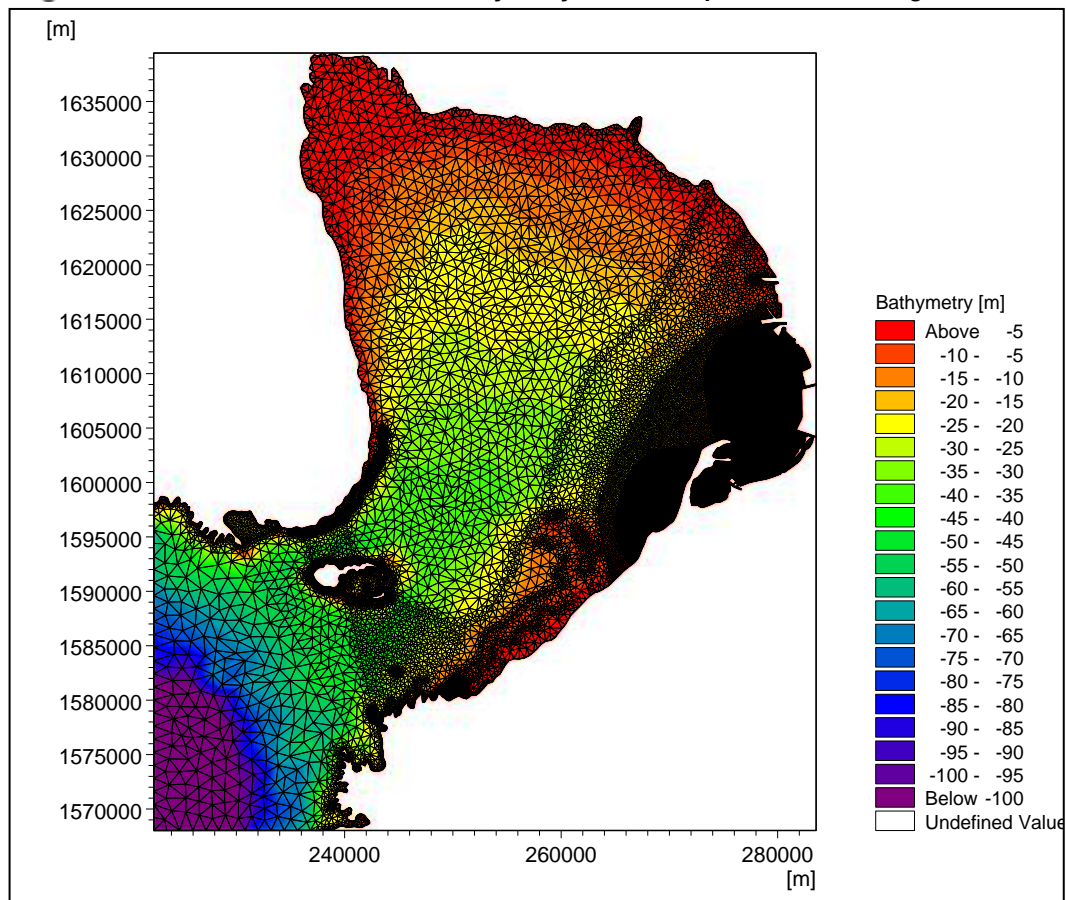 [m]
1635000
1630000
1625000
1620000
1615000
1610000
1605000
1600000
1595000
1590000
1585000
1580000
1575000
1570000
240000 260000 280000
[m]
Bathymetry [m]
Above -5
-10 - -5
-15 - -10
-20 - -15
-25 - -20
-30 - -25
-35 - -30
-40 - -35
-45 - -40
-50 - -45
-55 - -50
-60 - -55
-65 - -60
-70 - -65
-75 - -70
-80 - -75
-85 - -80
-90 - -85
-95 - -90
-100 - -95
Below -100
Undefined Value